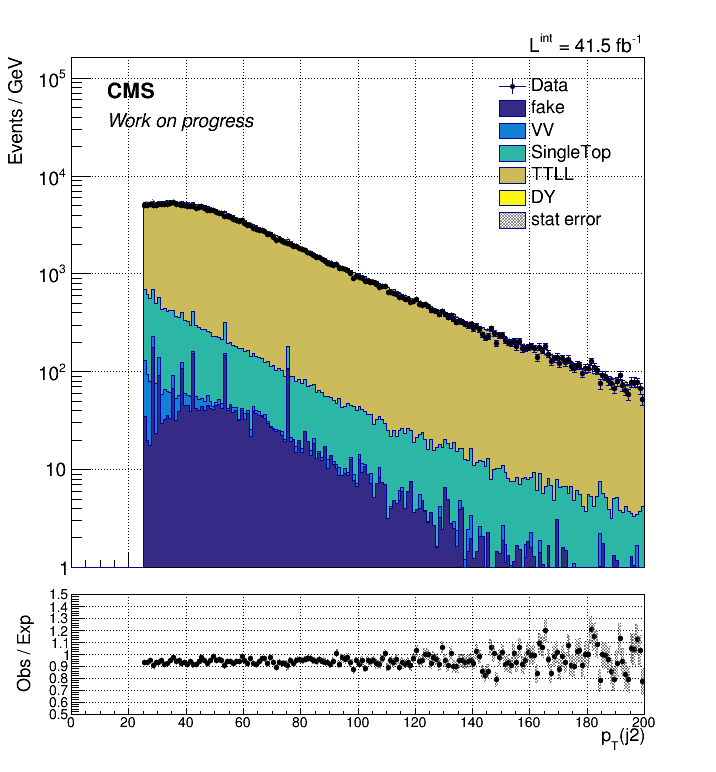 L^int = 41.5 fb^-1
Events / GeV
10^5
10^4
10^3
10^2
10
1
CMS
Work on progress
Data
fake
VV
SingleTop
TTLL
DY
stat error
Obs / Exp
1.5
1.4
1.3
1.2
1.1
1
0.9
0.8
0.7
0.6
0.5
0 20 40 60 80 100 120 140 160 180 200
p_T(j2)